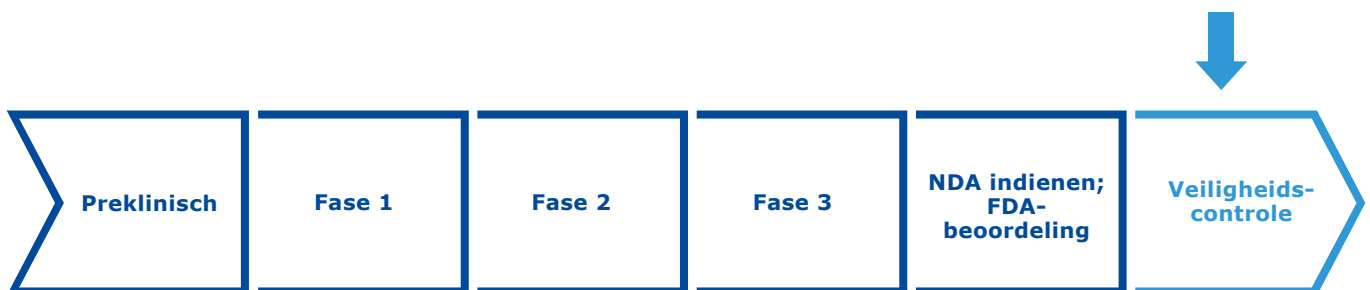 Preklinisch
Fase 1
Fase 2
Fase 3
NDA indienen;
FDA-
beoordeling
Veiligheids-
controle